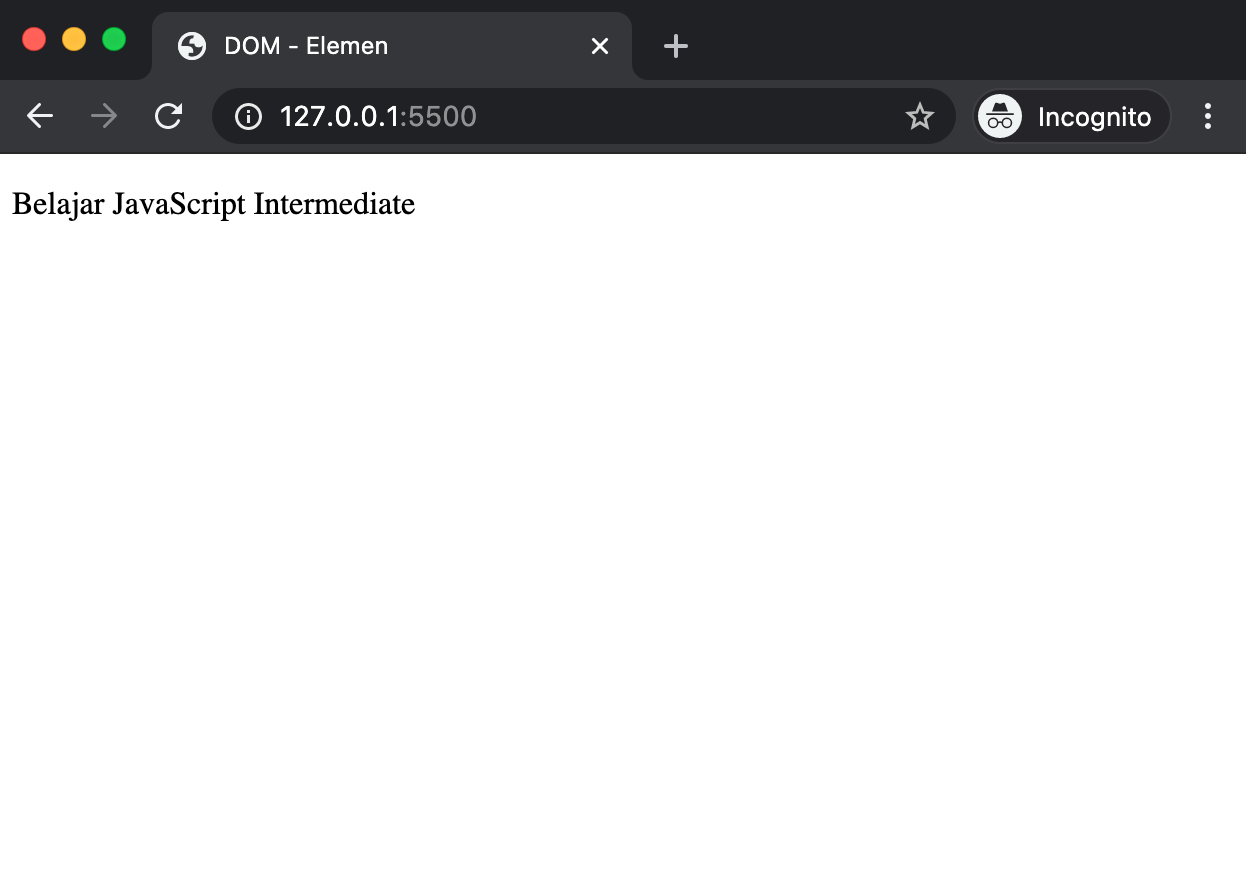 DOM - Elemen
127.0.0.1:5500
Incognito
Belajar JavaScript Intermediate